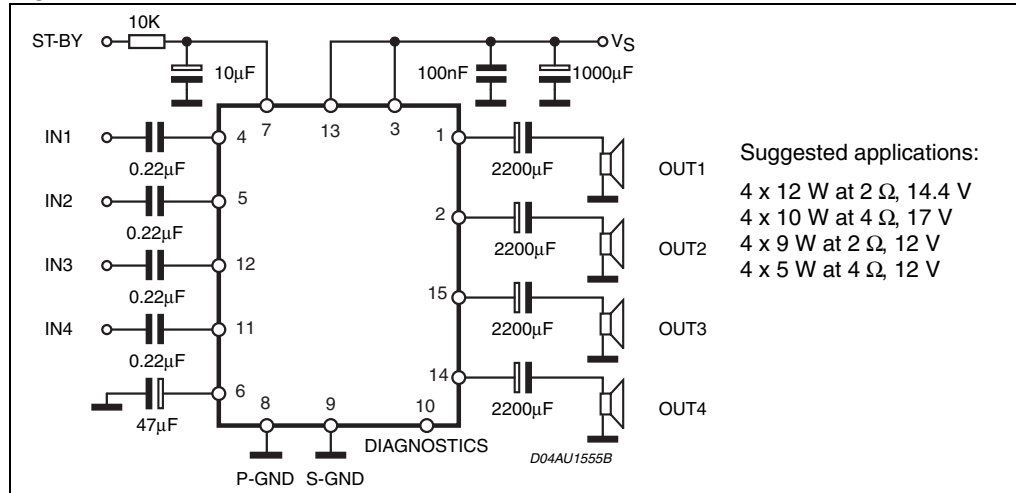 10K
ST-BY
VS
10µF
100nF
1000µF
7
13
3
IN1
4
1
0.22µF
2200µF
OUT1
IN2
5
2
0.22µF
2200µF
OUT2
IN3
12
15
0.22µF
2200µF
OUT3
IN4
11
14
0.22µF
2200µF
OUT4
6
47µF
8
9
10
DIAGNOSTICS
P-GND
S-GND
D04AU1555B
Suggested applications:
4 x 12 W at 2 Ω, 14.4 V
4 x 10 W at 4 Ω, 17 V
4 x 9 W at 2 Ω, 12 V
4 x 5 W at 4 Ω, 12 V